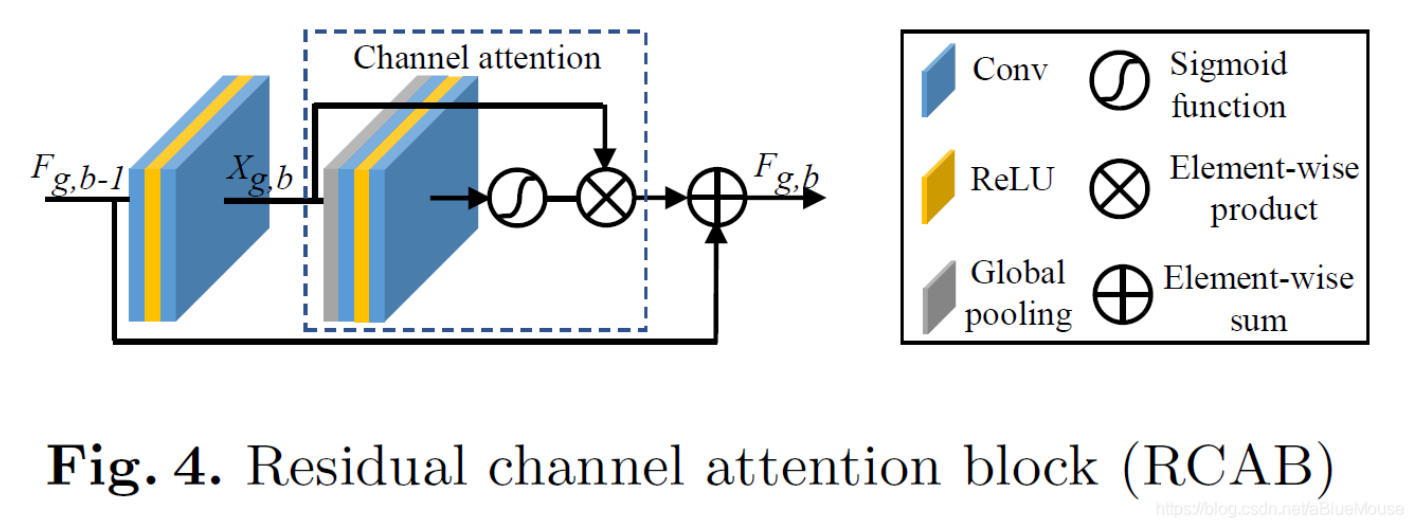 Channel attention
F_{g,b-1}
X_{g,b}
F_{g,b}
Conv
Sigmoid
function
ReLU
Element-wise
product
Global
pooling
Element-wise
sum
Fig. 4. Residual channel attention block (RCAB)
https://blog.csdn.net/aBlueMouse